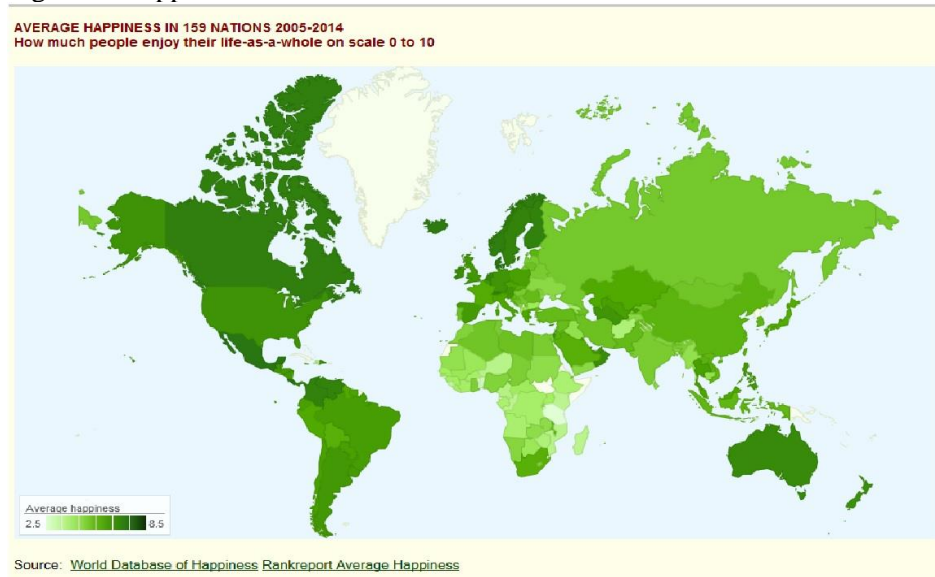 AVERAGE HAPPINESS IN 159 NATIONS 2005-2014
How much people enjoy their life-as-a-whole on scale 0 to 10
Average happiness
2.5 8.5
Source: World Database of Happiness Rankreport Average Happiness